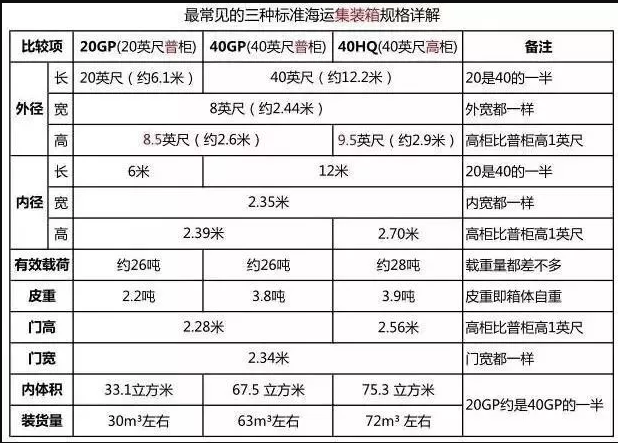 最常见的三种标准海运集装箱规格详解
比较项 20GP(20英尺普柜) 40GP(40英尺普柜) 40HQ(40英尺高柜) 备注
外径 长 20英尺（约6.1米） 40英尺（约12.2米） 20是40的一半
宽 8英尺（约2.44米） 外宽都一样
高 8.5英尺（约2.6米） 9.5英尺（约2.9米） 高柜比普柜高1英尺
内径 长 6米 12米 20是40的一半
宽 2.35米 内宽都一样
高 2.39米 2.70米 高柜比普柜高1英尺
有效载荷 约26吨 约26吨 约28吨 载重量都差不多
皮重 2.2吨 3.8吨 3.9吨 皮重即箱体自重
门高 2.28米 2.56米 高柜比普柜高1英尺
门宽 2.34米 门宽都一样
内体积 33.1立方米 67.5 立方米 75.3 立方米 20GP约是40GP的一半
装货量 30m³左右 63m³左右 72m³ 左右